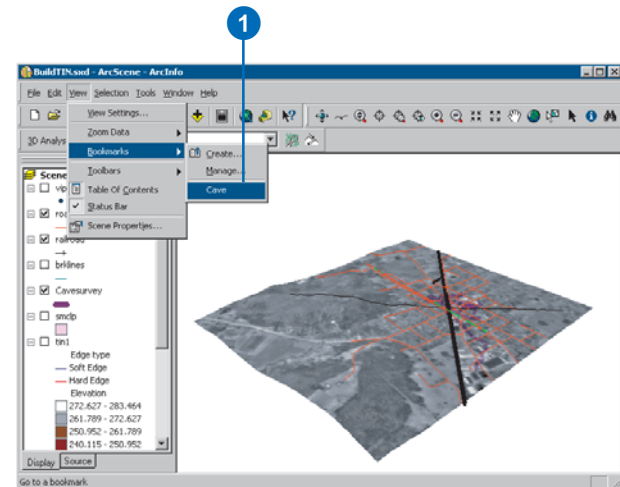 1
BuildTIN.sxd - ArcScene - ArcInfo
File Edit View Selection Tools Window Help
View Settings...
Zoom Data
3D Analys
Bookmarks
Create...
Toolbars
Manage...
Scene
Table Of Contents
Cave
vip
Status Bar
roa
Scene Properties...
railroad
brklines
Cavesurvey
smclp
tin1
Edge type
Soft Edge
Hard Edge
Elevation
272.627 - 283.464
261.789 - 272.627
250.952 - 261.789
240.115 - 250.952
Display Source
Go to a bookmark